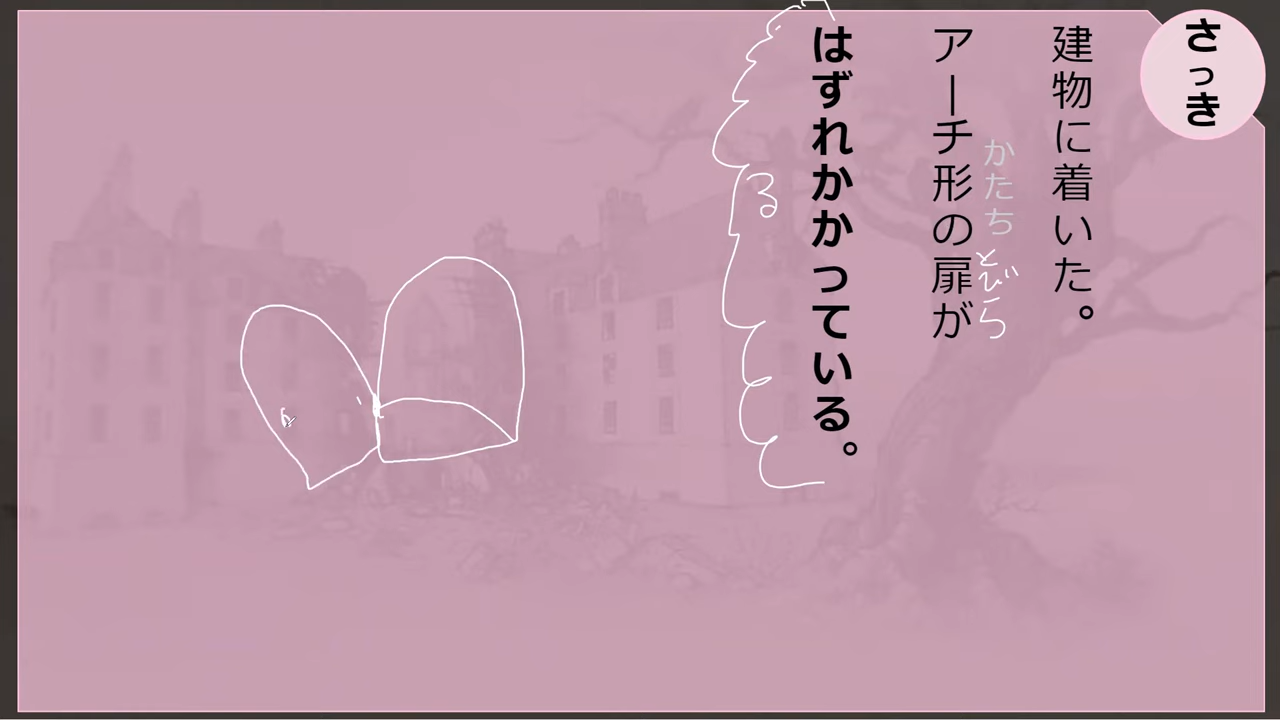 さっき
建物に着いた。
かたち とびら
アーチ形の扉が
はずれかかっている。
る